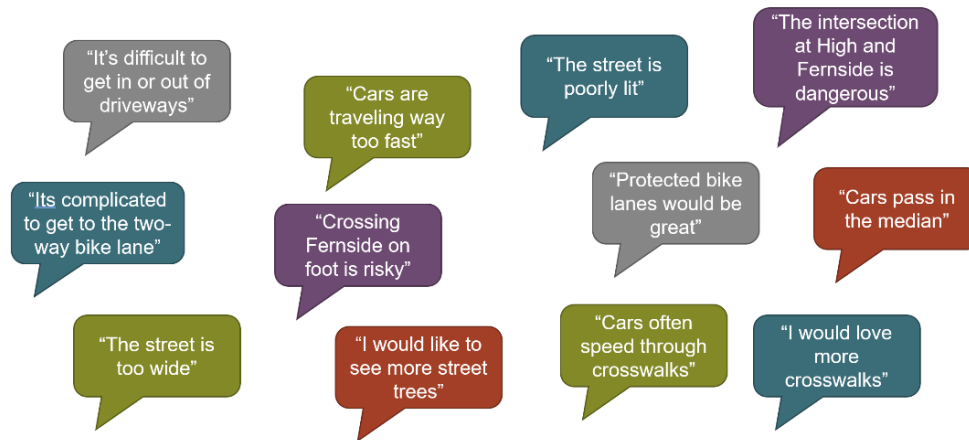 “It’s difficult to
get in or out of
driveways”
“Cars are
traveling way
too fast”
“The street is
poorly lit”
“The intersection
at High and
Fernside is
dangerous”
“Its complicated
to get to the two-
way bike lane”
“Crossing
Fernside on
foot is risky”
“Protected bike
lanes would be
great”
“Cars pass in
the median”
“The street is
too wide”
“I would like to
see more street
trees”
“Cars often
speed through
crosswalks”
“I would love
more
crosswalks”